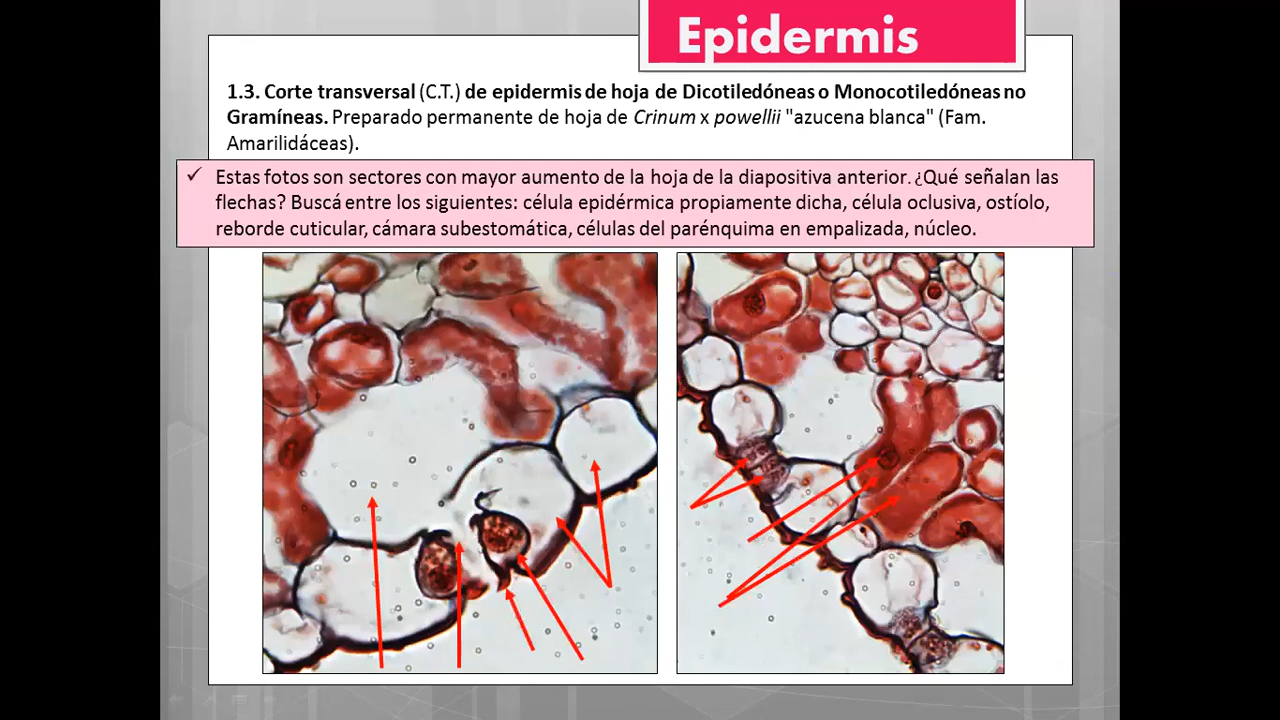 Epidermis
1.3. Corte transversal (C.T.) de epidermis de hoja de Dicotiledóneas o Monocotiledóneas no
Gramíneas. Preparado permanente de hoja de Crinum x powellii "azucena blanca" (Fam.
Amarilidáceas).
✓ Estas fotos son sectores con mayor aumento de la hoja de la diapositiva anterior. ¿Qué señalan las
flechas? Buscá entre los siguientes: célula epidérmica propiamente dicha, célula oclusiva, ostíolo,
reborde cuticular, cámara subestomática, células del parénquima en empalizada, núcleo.